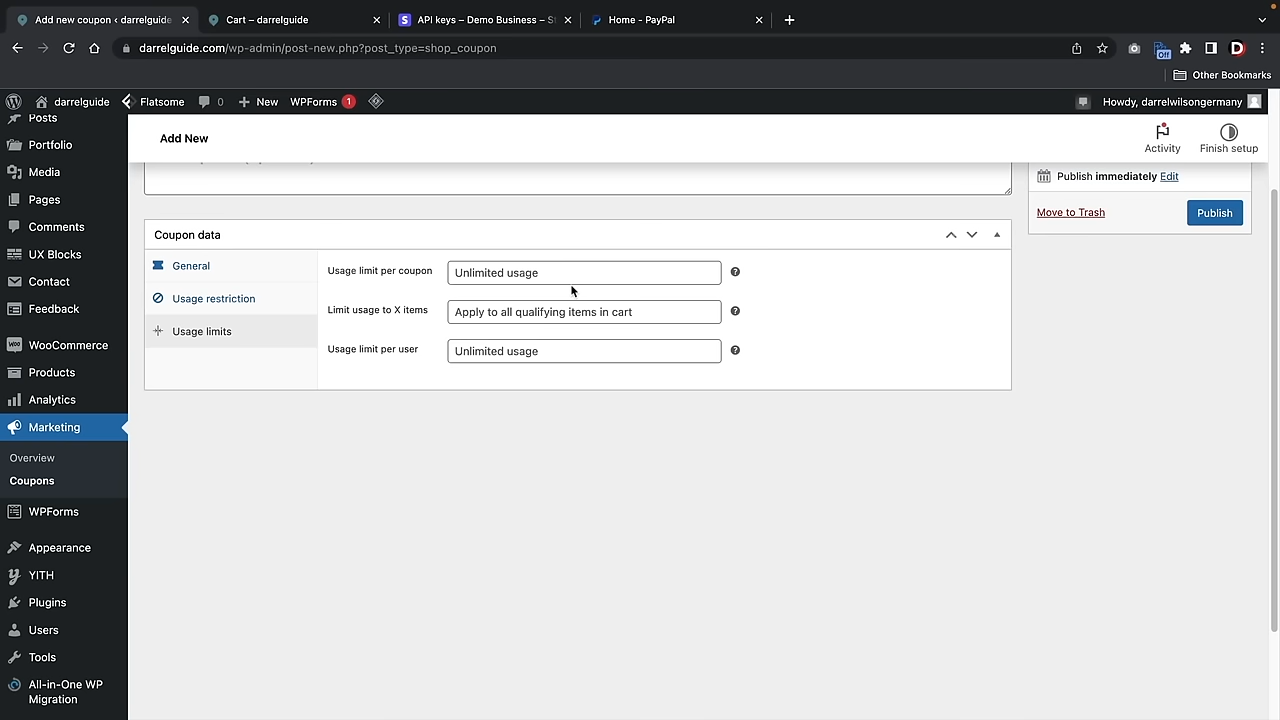 Add new coupon ‹ darrelguide
Cart – darrelguide
API keys – Demo Business – S
Home - PayPal
darrelguide.com/wp-admin/post-new.php?post_type=shop_coupon
Off
D
Other Bookmarks
darrelguide
Flatsome
0
New
WPForms 1
Howdy, darrelwilsongermany
Posts
Portfolio
Media
Pages
Comments
UX Blocks
Contact
Feedback
WooCommerce
Products
Analytics
Marketing
Overview
Coupons
WPForms
Appearance
YITH
Plugins
Users
Tools
All-in-One WP
Migration
Add New
Activity
Finish setup
Publish immediately Edit
Move to Trash
Publish
Coupon data
General
Usage restriction
Usage limits
Usage limit per coupon
Unlimited usage
Limit usage to X items
Apply to all qualifying items in cart
Usage limit per user
Unlimited usage